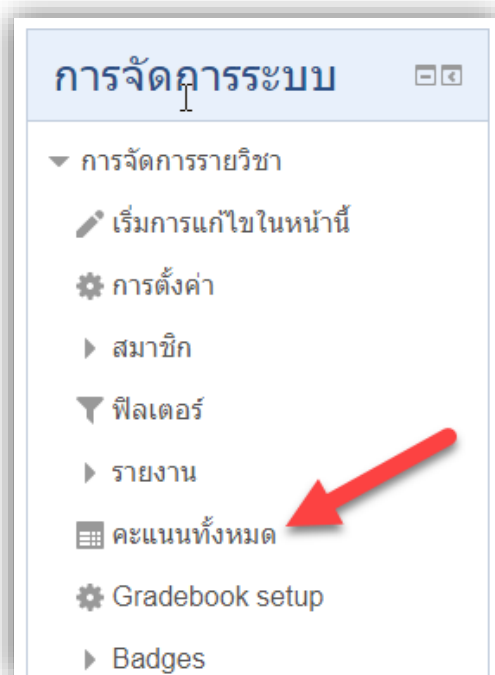 การจัดการระบบ
การจัดการรายวิชา
เริ่มการแก้ไขในหน้านี้
การตั้งค่า
สมาชิก
ฟิลเตอร์
รายงาน
คะแนนทั้งหมด
Gradebook setup
Badges